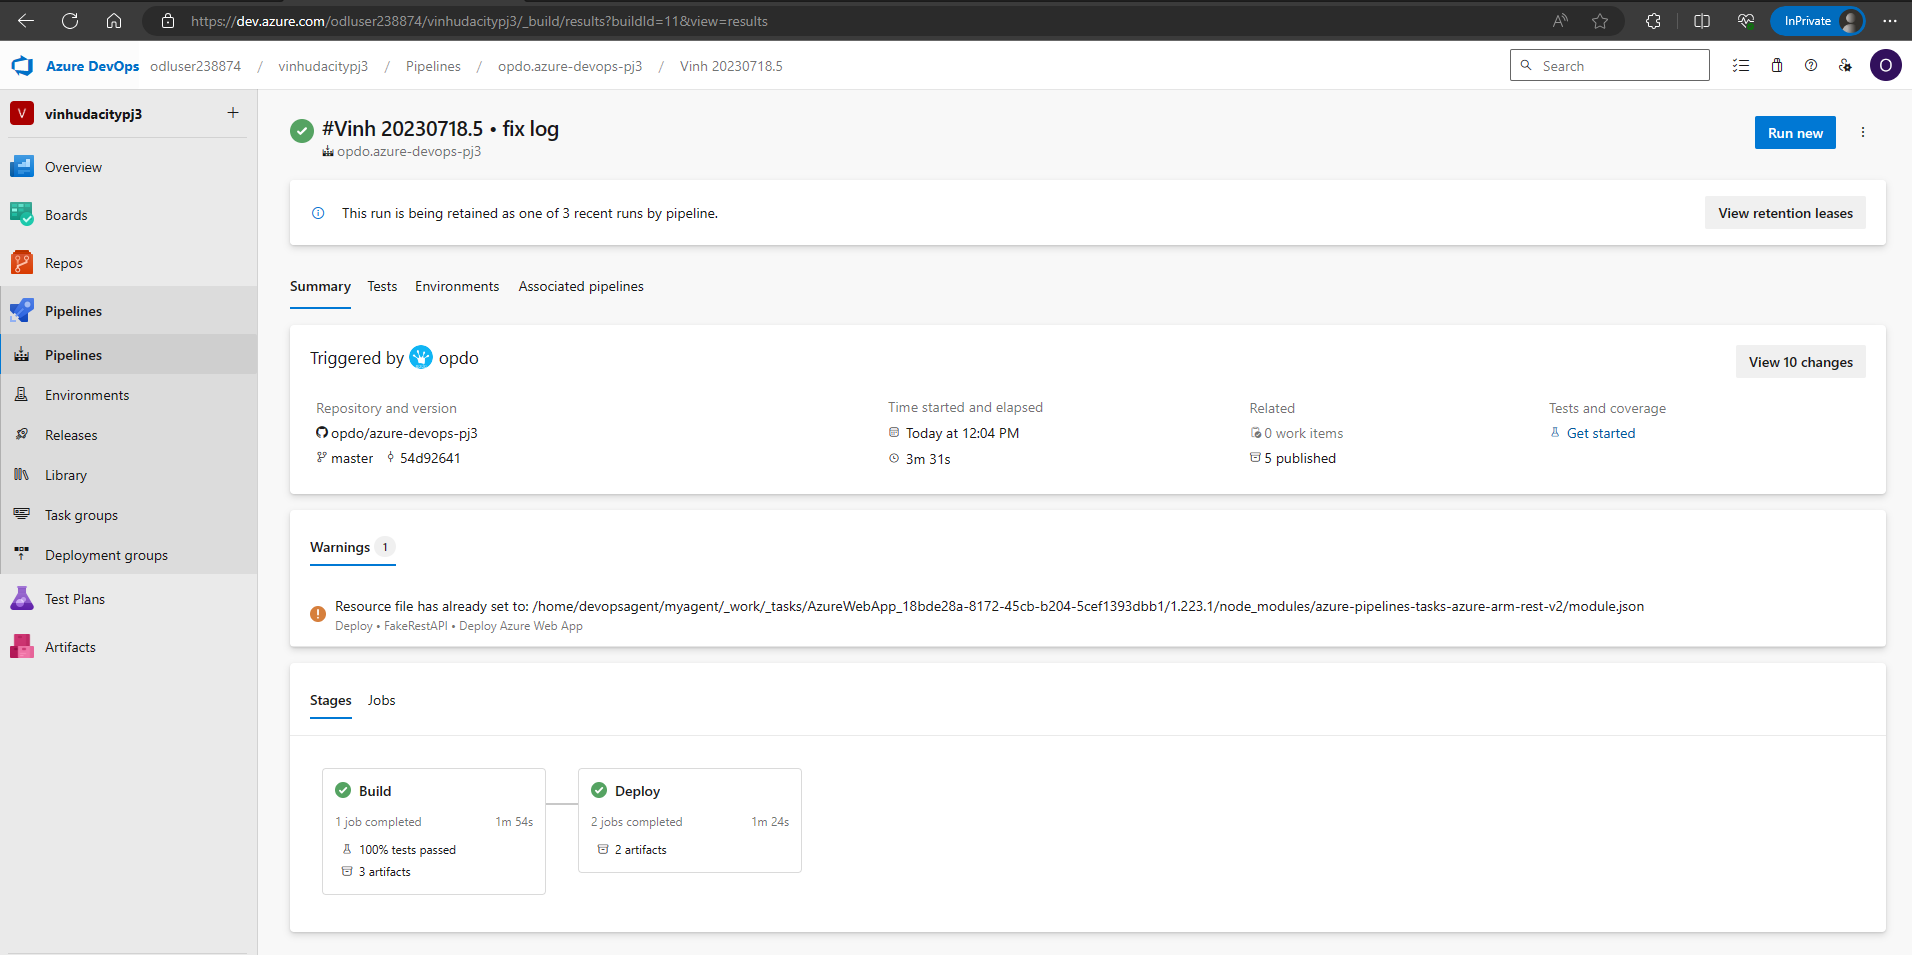 https://dev.azure.com/odluser238874/vinhudacitypj3/_build/results?buildId=11&view=results
InPrivate
Azure DevOps odluser238874 / vinhudacitypj3 / Pipelines / opdo.azure-devops-pj3 / Vinh 20230718.5
Search
O
V vinhudacitypj3 +
Overview
Boards
Repos
Pipelines
Pipelines
Environments
Releases
Library
Task groups
Deployment groups
Test Plans
Artifacts
#Vinh 20230718.5 • fix log
opdo.azure-devops-pj3
Run new
This run is being retained as one of 3 recent runs by pipeline.
View retention leases
Summary Tests Environments Associated pipelines
Triggered by opdo
View 10 changes
Repository and version
opdo/azure-devops-pj3
master 54d92641
Time started and elapsed
Today at 12:04 PM
3m 31s
Related
0 work items
5 published
Tests and coverage
Get started
Warnings 1
Resource file has already set to: /home/devopsagent/myagent/_work/_tasks/AzureWebApp_18bde28a-8172-45cb-b204-5cef1393dbb1/1.223.1/node_modules/azure-pipelines-tasks-azure-arm-rest-v2/module.json
Deploy • FakeRestAPI • Deploy Azure Web App
Stages Jobs
Build
1 job completed 1m 54s
100% tests passed
3 artifacts
Deploy
2 jobs completed 1m 24s
2 artifacts